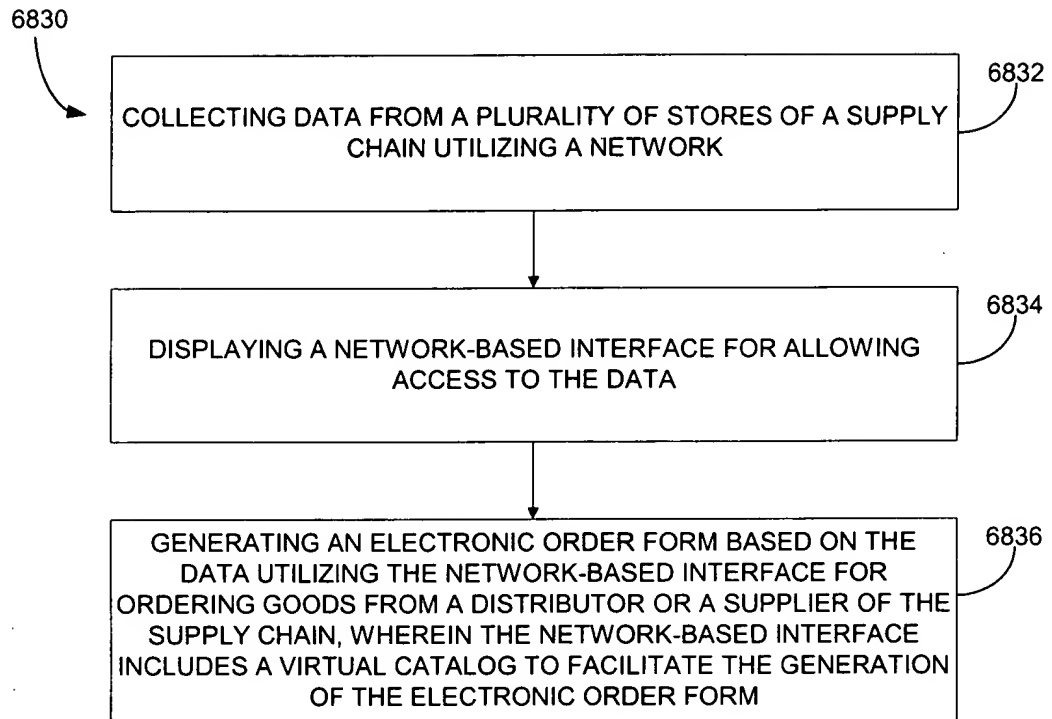 6830
6832
COLLECTING DATA FROM A PLURALITY OF STORES OF A SUPPLY
CHAIN UTILIZING A NETWORK
6834
DISPLAYING A NETWORK-BASED INTERFACE FOR ALLOWING
ACCESS TO THE DATA
6836
GENERATING AN ELECTRONIC ORDER FORM BASED ON THE
DATA UTILIZING THE NETWORK-BASED INTERFACE FOR
ORDERING GOODS FROM A DISTRIBUTOR OR A SUPPLIER OF THE
SUPPLY CHAIN, WHEREIN THE NETWORK-BASED INTERFACE
INCLUDES A VIRTUAL CATALOG TO FACILITATE THE GENERATION
OF THE ELECTRONIC ORDER FORM